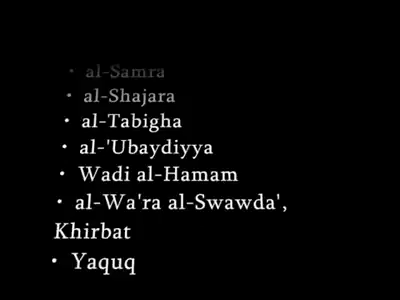 · al-Samra
· al-Shajara
· al-Tabigha
· al-'Ubaydiyya
· Wadi al-Hamam
· al-Wa'ra al-Swawda',
Khirbat
· Yaquq